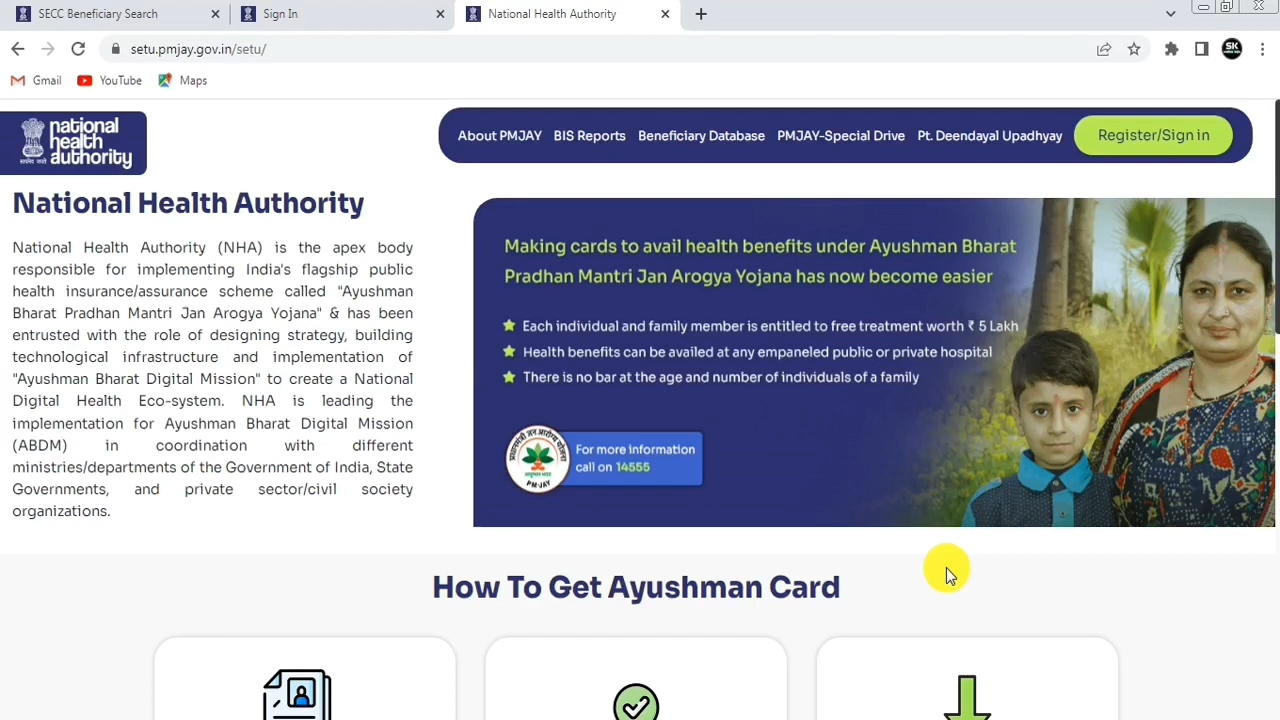 SECC Beneficiary Search
Sign In
National Health Authority
setu.pmjay.gov.in/setu/
SK
Gmail
YouTube
Maps
national
health
authority
About PMJAY
BIS Reports
Beneficiary Database
PMJAY-Special Drive
Pt. Deendayal Upadhyay
Register/Sign in
National Health Authority
National Health Authority (NHA) is the apex body
responsible for implementing India's flagship public
health insurance/assurance scheme called "Ayushman
Bharat Pradhan Mantri Jan Arogya Yojana" & has been
entrusted with the role of designing strategy, building
technological infrastructure and implementation of
"Ayushman Bharat Digital Mission" to create a National
Digital Health Eco-system. NHA is leading the
implementation for Ayushman Bharat Digital Mission
(ABDM) in coordination with different
ministries/departments of the Government of India, State
Governments, and private sector/civil society
organizations.
Making cards to avail health benefits under Ayushman Bharat
Pradhan Mantri Jan Arogya Yojana has now become easier
Each individual and family member is entitled to free treatment worth ₹ 5 Lakh
Health benefits can be availed at any empaneled public or private hospital
There is no bar at the age and number of individuals of a family
प्रधानमंत्री जन आरोग्य योजना
PM-JAY
For more information
call on 14555
How To Get Ayushman Card